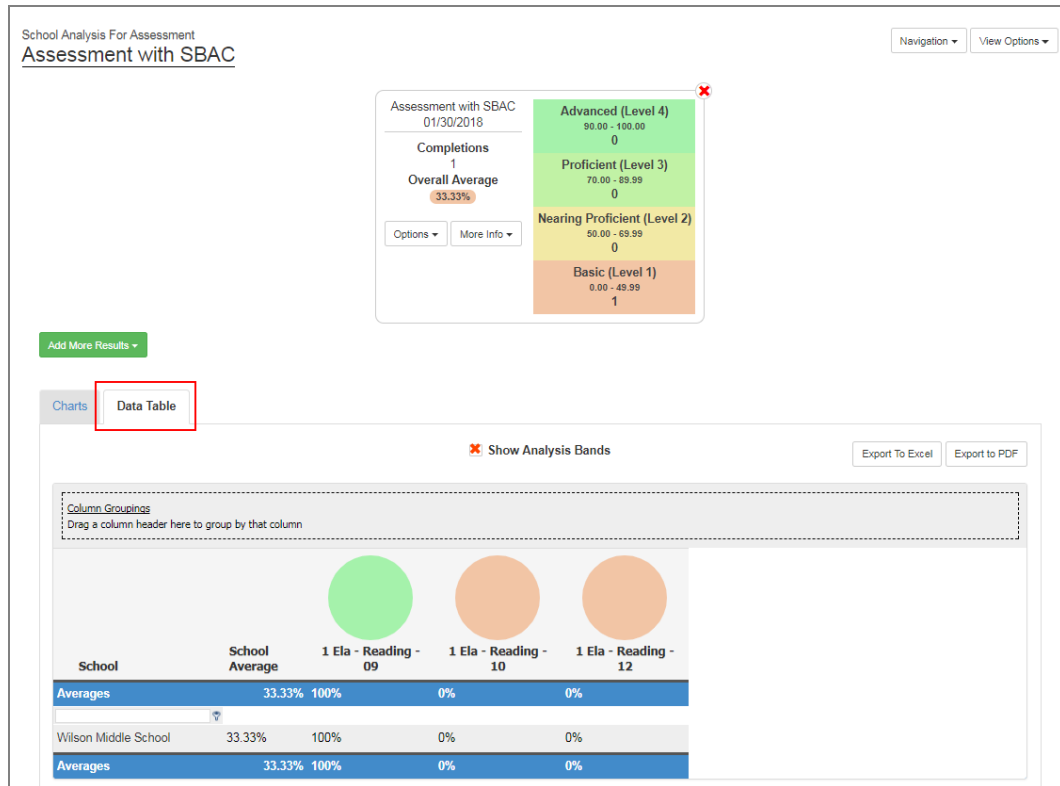 School Analysis For Assessment
Assessment with SBAC
Navigation
View Options
Assessment with SBAC
01/30/2018
Completions
1
Overall Average
33.33%
Options
More Info
Advanced (Level 4)
90.00 - 100.00
0
Proficient (Level 3)
70.00 - 89.99
0
Nearing Proficient (Level 2)
50.00 - 69.99
0
Basic (Level 1)
0.00 - 49.99
1
Add More Results
Charts
Data Table
Show Analysis Bands
Export To Excel
Export to PDF
Column Groupings
Drag a column header here to group by that column
School
School
Average
1 Ela - Reading -
09
1 Ela - Reading -
10
1 Ela - Reading -
12
Averages 33.33% 100% 0% 0%
Wilson Middle School 33.33% 100% 0% 0%
Averages 33.33% 100% 0% 0%